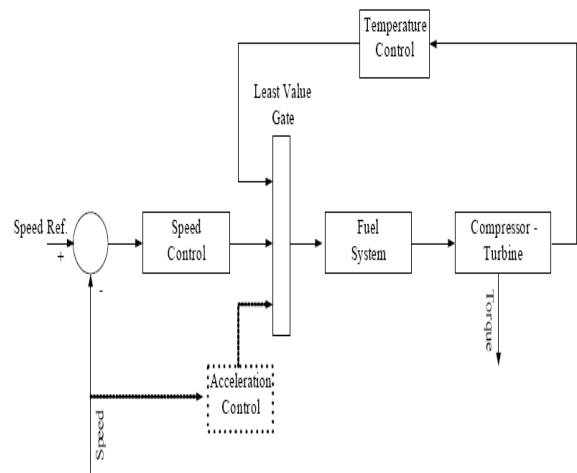 Temperature
Control
Least Value
Gate
Speed Ref.
+
-
Speed
Control
Fuel
System
Compressor -
Turbine
Torque
Acceleration
Control
Speed